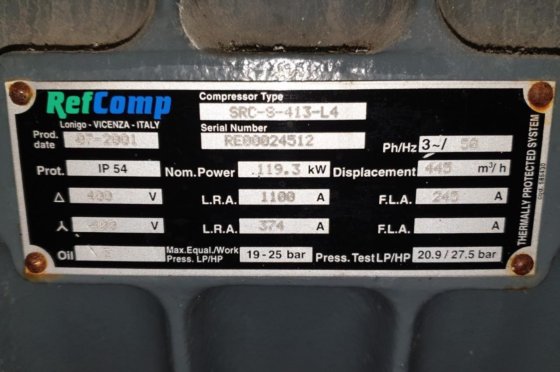 RefComp
Lonigo - VICENZA - ITALY
Compressor Type
SRC-S-413-L4
Serial Number
RE00024512
Prod. date 07-2001
Ph/Hz 3~/ 50
Prot. IP 54 Nom.Power 119.3 kW Displacement 445 m³/h
Δ 400 V L.R.A. 1100 A F.L.A. 245 A
⅄ 400 V L.R.A. 374 A F.L.A. A
Oil Max.Equal./Work Press. LP/HP 19 - 25 bar Press. Test LP/HP 20.9 / 27.5 bar
THERMALLY PROTECTED SYSTEM